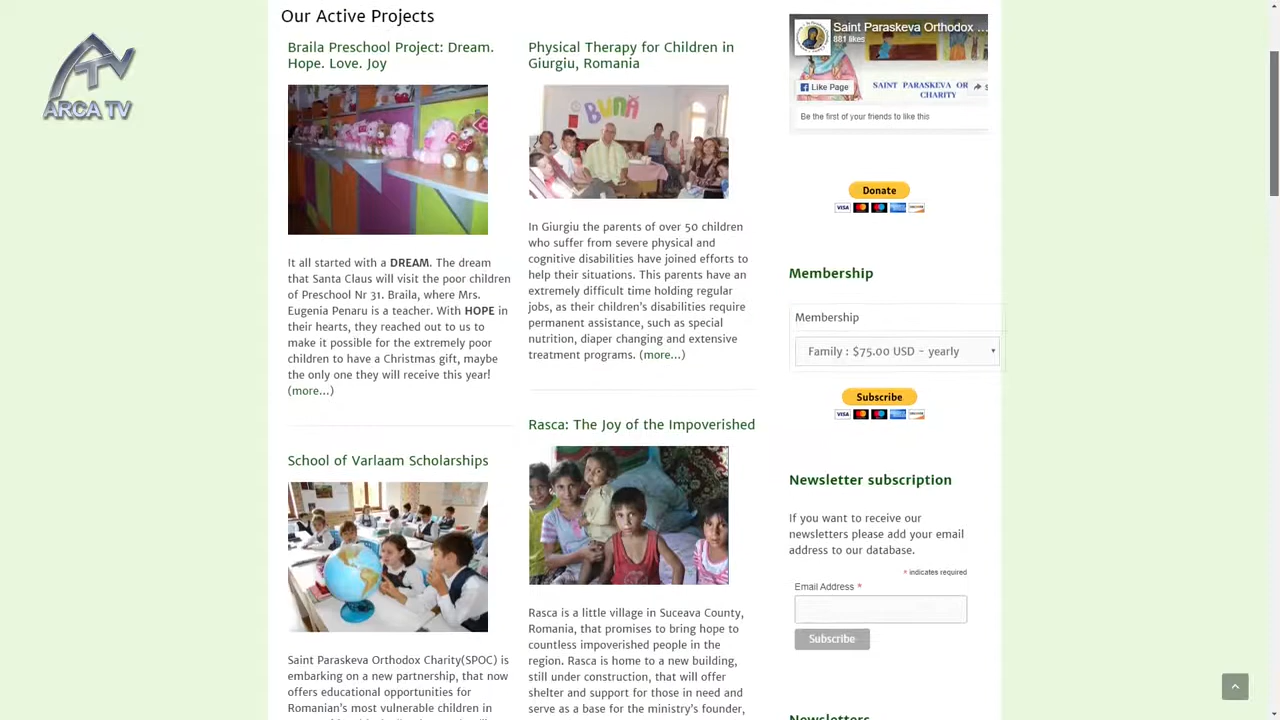 Our Active Projects
ARCA TV
Braila Preschool Project: Dream.
Hope. Love. Joy
It all started with a DREAM. The dream
that Santa Claus will visit the poor children
of Preschool Nr 31. Braila, where Mrs.
Eugenia Penaru is a teacher. With HOPE in
their hearts, they reached out to us to
make it possible for the extremely poor
children to have a Christmas gift, maybe
the only one they will receive this year!
(more...)
School of Varlaam Scholarships
Saint Paraskeva Orthodox Charity(SPOC) is
embarking on a new partnership, that now
offers educational opportunities for
Romanian's most vulnerable children in
Physical Therapy for Children in
Giurgiu, Romania
BUNĂ
In Giurgiu the parents of over 50 children
who suffer from severe physical and
cognitive disabilities have joined efforts to
help their situations. This parents have an
extremely difficult time holding regular
jobs, as their children's disabilities require
permanent assistance, such as special
nutrition, diaper changing and extensive
treatment programs. (more...)
Rasca: The Joy of the Impoverished
Rasca is a little village in Suceava County,
Romania, that promises to bring hope to
countless impoverished people in the
region. Rasca is home to a new building,
still under construction, that will offer
shelter and support for those in need and
serve as a base for the ministry's founder,
Saint Paraskeva Orthodox ...
881 likes
Like Page
SAINT PARASKEVA OR
CHARITY
Be the first of your friends to like this
Donate
VISA
Membership
Membership
Family : $75.00 USD - yearly
Subscribe
VISA
Newsletter subscription
If you want to receive our
newsletters please add your email
address to our database.
* indicates required
Email Address *
Subscribe
Newsletters